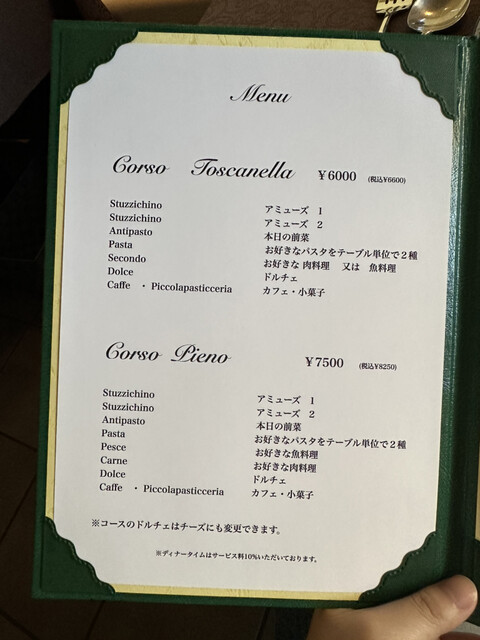 Menu
Corso Toscanella ￥6000 (税込¥6600)
Stuzzichino アミューズ 1
Stuzzichino アミューズ 2
Antipasto 本日の前菜
Pasta お好きなパスタをテーブル単位で2種
Secondo お好きな 肉料理 又は 魚料理
Dolce ドルチェ
Caffe ・Piccolapasticceria カフェ・小菓子
Corso Pieno ￥7500 (税込¥8250)
Stuzzichino アミューズ 1
Stuzzichino アミューズ 2
Antipasto 本日の前菜
Pasta お好きなパスタをテーブル単位で2種
Pesce お好きな魚料理
Carne お好きな肉料理
Dolce ドルチェ
Caffe ・Piccolapasticceria カフェ・小菓子
※コースのドルチェはチーズにも変更できます。
※ディナータイムはサービス料10%いただいております。